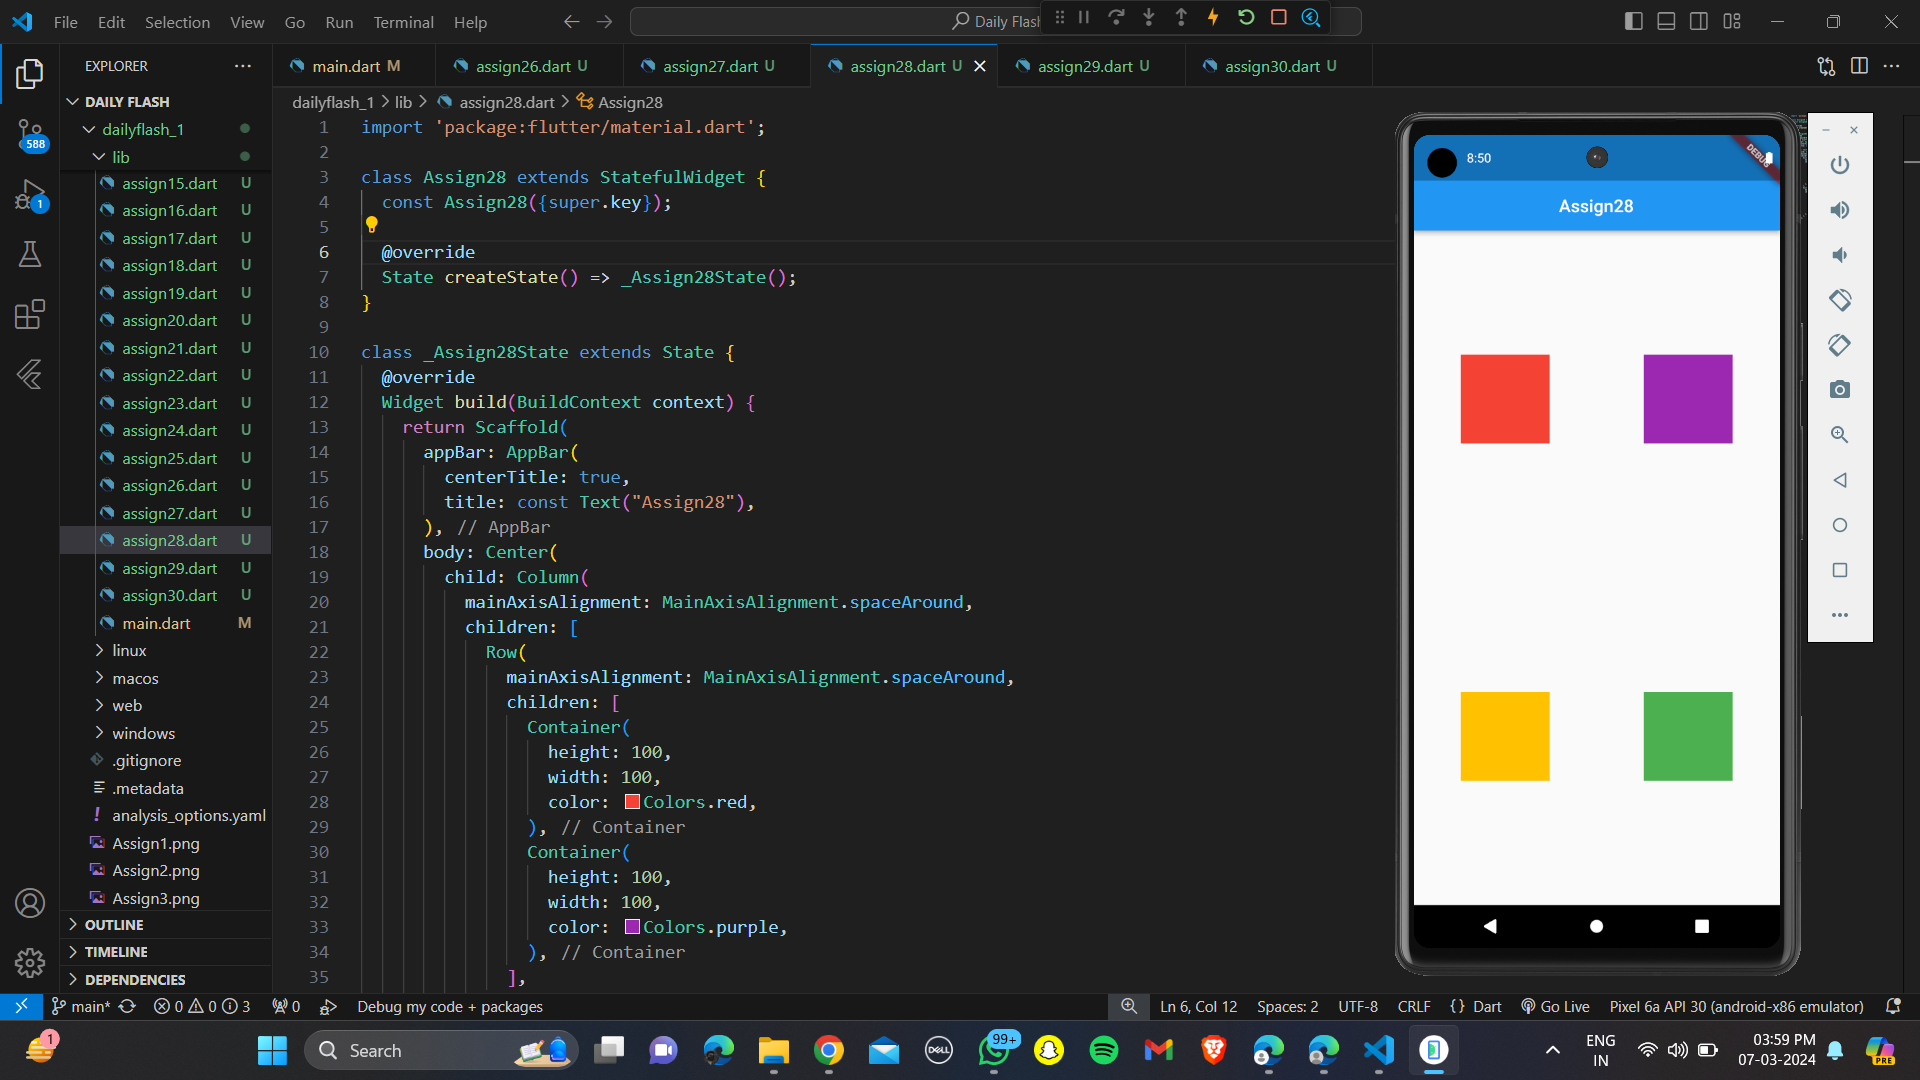 File Edit Selection View Go Run Terminal Help
Daily Flash
EXPLORER
main.dart M
assign26.dart U
assign27.dart U
assign28.dart U
assign29.dart U
assign30.dart U
dailyflash_1 > lib > assign28.dart > Assign28
588
1
DAILY FLASH
dailyflash_1
lib
assign15.dart U
assign16.dart U
assign17.dart U
assign18.dart U
assign19.dart U
assign20.dart U
assign21.dart U
assign22.dart U
assign23.dart U
assign24.dart U
assign25.dart U
assign26.dart U
assign27.dart U
assign28.dart U
assign29.dart U
assign30.dart U
main.dart M
linux
macos
web
windows
.gitignore
.metadata
! analysis_options.yaml
Assign1.png
Assign2.png
Assign3.png
OUTLINE
TIMELINE
DEPENDENCIES
1 import 'package:flutter/material.dart';
2
3 class Assign28 extends StatefulWidget {
4 const Assign28({super.key});
5
6 @override
7 State createState() => _Assign28State();
8 }
9
10 class _Assign28State extends State {
11 @override
12 Widget build(BuildContext context) {
13 return Scaffold(
14 appBar: AppBar(
15 centerTitle: true,
16 title: const Text("Assign28"),
17 ), // AppBar
18 body: Center(
19 child: Column(
20 mainAxisAlignment: MainAxisAlignment.spaceAround,
21 children: [
22 Row(
23 mainAxisAlignment: MainAxisAlignment.spaceAround,
24 children: [
25 Container(
26 height: 100,
27 width: 100,
28 color: Colors.red,
29 ), // Container
30 Container(
31 height: 100,
32 width: 100,
33 color: Colors.purple,
34 ), // Container
35 ],
8:50
DEBUG
Assign28
main* 0 0 3 0 Debug my code + packages
Ln 6, Col 12 Spaces: 2 UTF-8 CRLF {} Dart Go Live Pixel 6a API 30 (android-x86 emulator)
1
Search
DELL
99+
ENG
IN
03:59 PM
07-03-2024
PRE